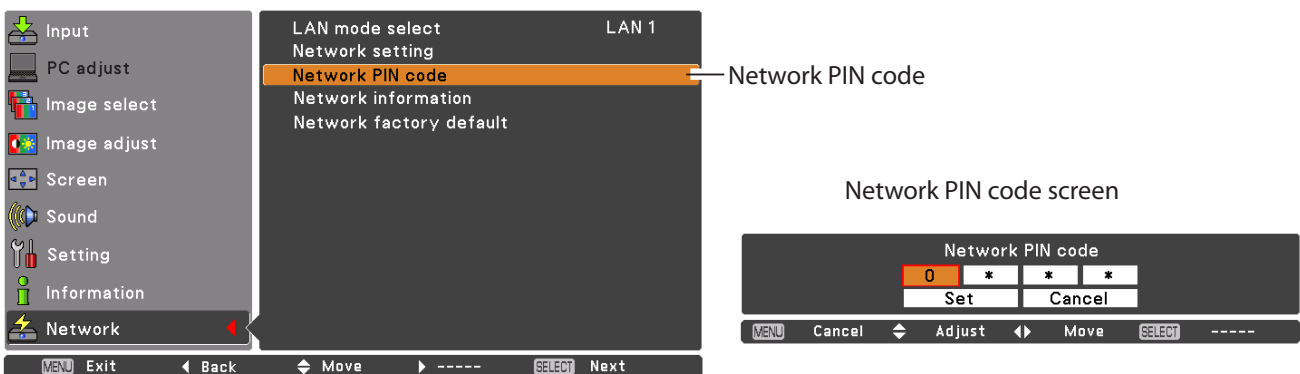 Input
PC adjust
Image select
Image adjust
Screen
Sound
Setting
Information
Network
LAN mode select LAN 1
Network setting
Network PIN code
Network information
Network factory default
MENU Exit Back Move ----- SELECT Next
Network PIN code
Network PIN code screen
Network PIN code
0 * * *
Set Cancel
MENU Cancel Adjust Move SELECT -----